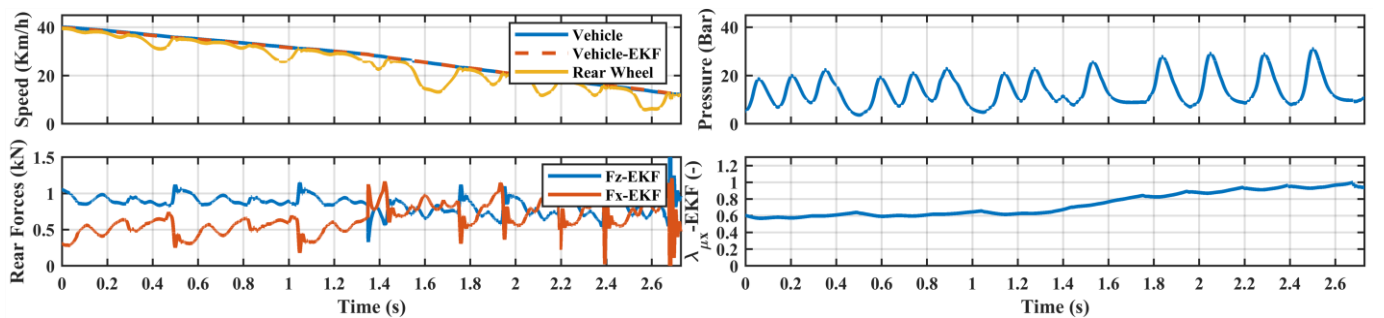 Speed (Km/h)
40
20
0
Vehicle
Vehicle-EKF
Rear Wheel
Pressure (Bar)
40
20
0
Rear Forces (kN)
1.5
1
0.5
0
Fz-EKF
Fx-EKF
0 0.2 0.4 0.6 0.8 1 1.2 1.4 1.6 1.8 2 2.2 2.4 2.6
Time (s)
λμx -EKF (-)
1.2
1
0.8
0.6
0.4
0.2
0
0 0.2 0.4 0.6 0.8 1 1.2 1.4 1.6 1.8 2 2.2 2.4 2.6
Time (s)